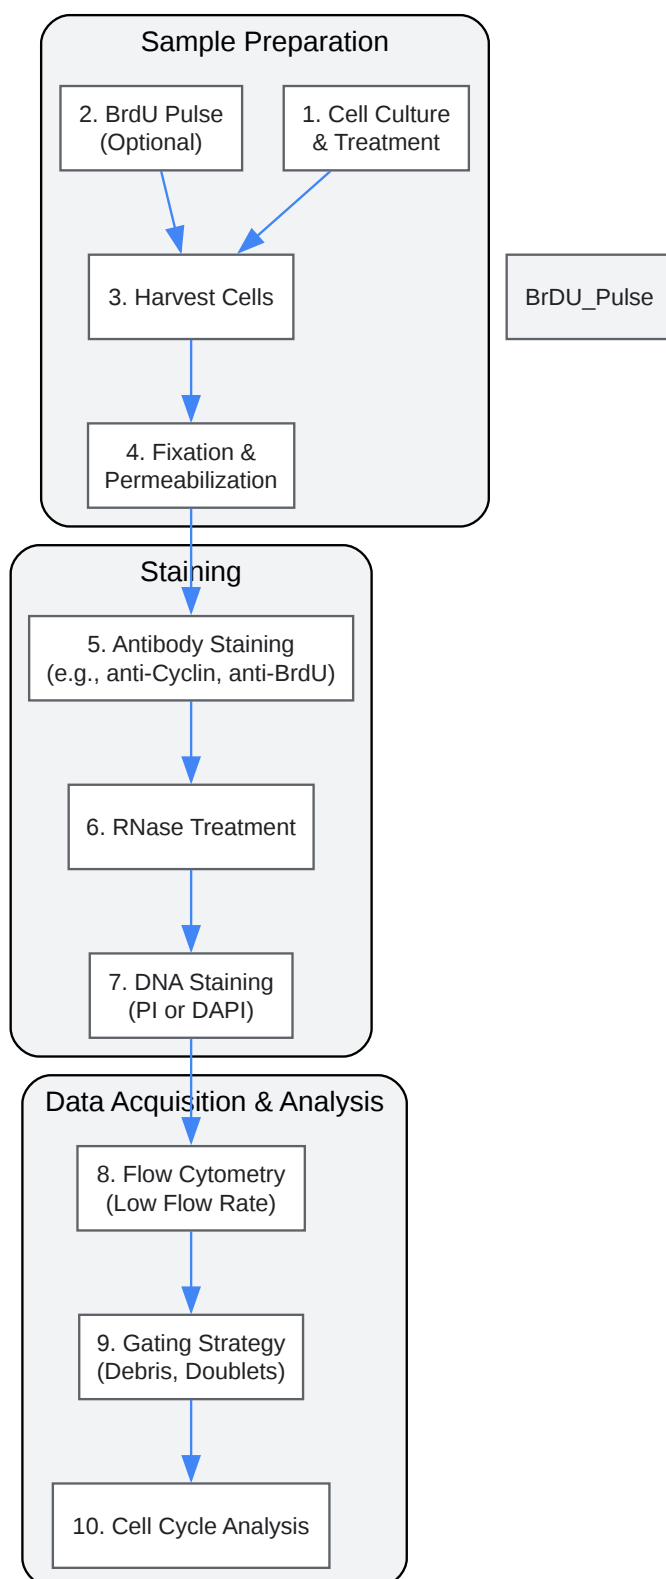 Sample Preparation
2. BrdU Pulse
(Optional)
1. Cell Culture
& Treatment
3. Harvest Cells
BrDU_Pulse
4. Fixation &
Permeabilization
Staining
5. Antibody Staining
(e.g., anti-Cyclin, anti-BrdU)
6. RNase Treatment
7. DNA Staining
(PI or DAPI)
Data Acquisition & Analysis
8. Flow Cytometry
(Low Flow Rate)
9. Gating Strategy
(Debris, Doublets)
10. Cell Cycle Analysis